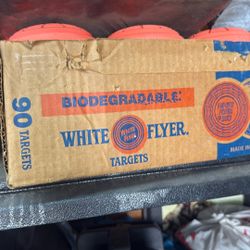 90 TARGETS
BIODEGRADABLE*
WHITE FLYER®
TARGETS
MADE IN